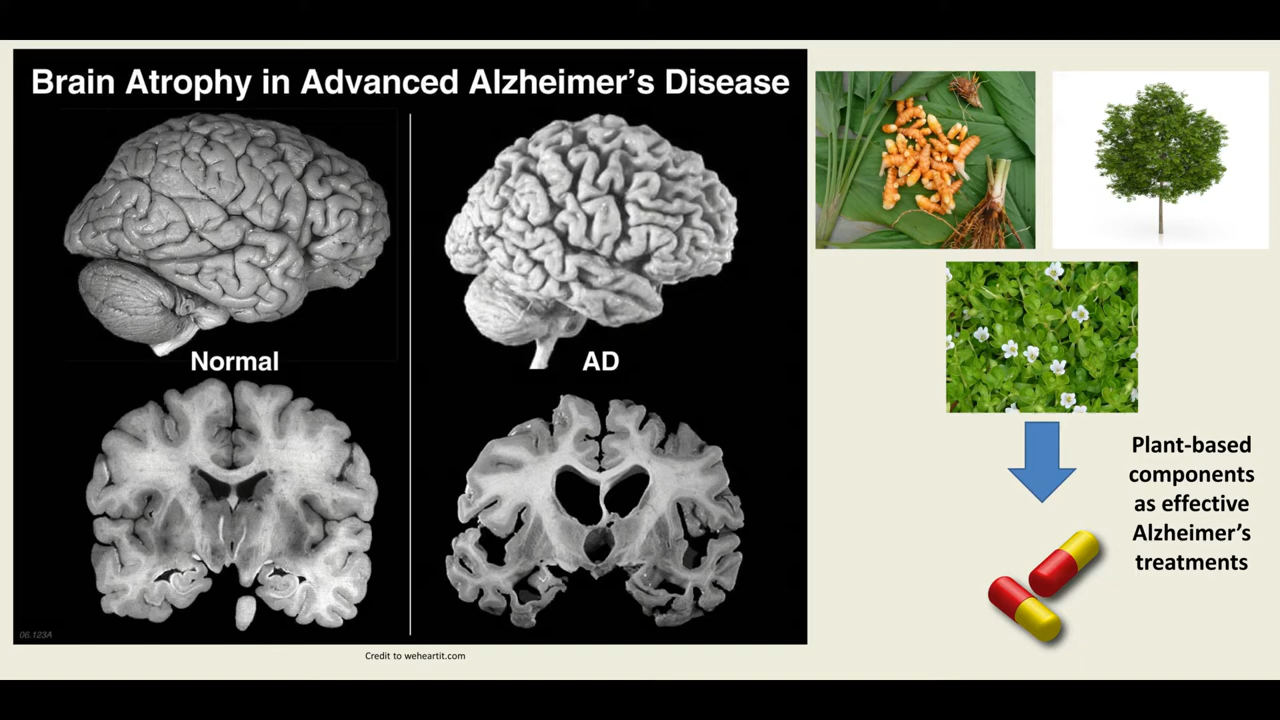 Brain Atrophy in Advanced Alzheimer's Disease
Normal
AD
06.123A
Credit to weheartit.com
Plant-based
components
as effective
Alzheimer's
treatments